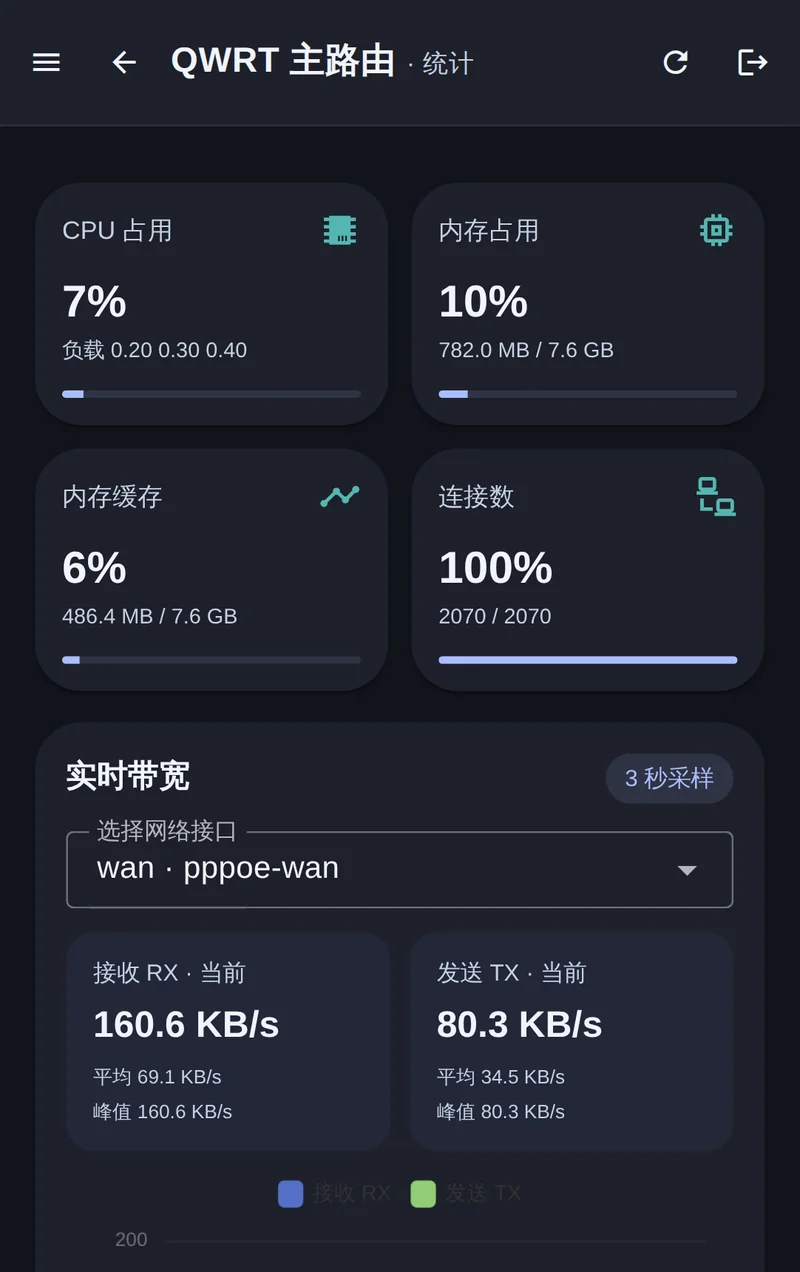 QWRT 主路由 · 统计
CPU 占用
7%
负载 0.20 0.30 0.40
内存占用
10%
782.0 MB / 7.6 GB
内存缓存
6%
486.4 MB / 7.6 GB
连接数
100%
2070 / 2070
实时带宽
3 秒采样
选择网络接口
wan · pppoe-wan
接收 RX · 当前
160.6 KB/s
平均 69.1 KB/s
峰值 160.6 KB/s
发送 TX · 当前
80.3 KB/s
平均 34.5 KB/s
峰值 80.3 KB/s
接收 RX 发送 TX
200